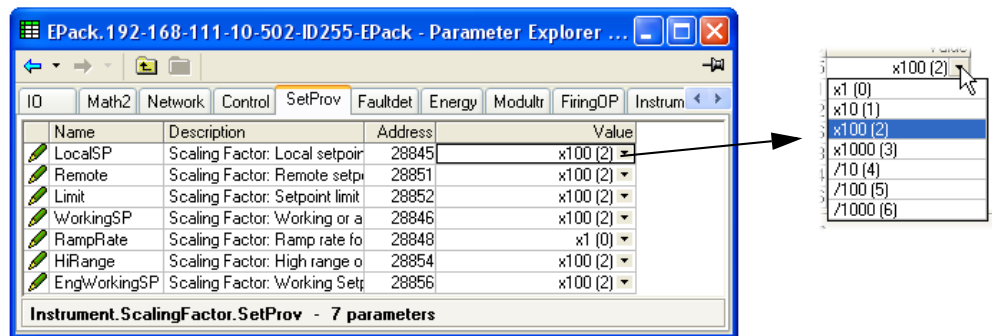 EPack.192-168-111-10-502-ID255-EPack - Parameter Explorer ...
IO Math2 Network Control SetProv Faultdet Energy Modultr FiringOP Instrum
Name Description Address Value
LocalSP Scaling Factor: Local setpoin 28845 x100 (2)
Remote Scaling Factor: Remote setp 28851 x100 (2)
Limit Scaling Factor: Setpoint limit 28852 x100 (2)
WorkingSP Scaling Factor: Working or a 28846 x100 (2)
RampRate Scaling Factor: Ramp rate fo 28848 x1 (0)
HiRange Scaling Factor: High range o 28854 x100 (2)
EngWorkingSP Scaling Factor: Working Setp 28856 x100 (2)
Instrument.ScalingFactor.SetProv - 7 parameters
x100 (2)
x1 (0)
x10 (1)
x100 (2)
x1000 (3)
/10 (4)
/100 (5)
/1000 (6)